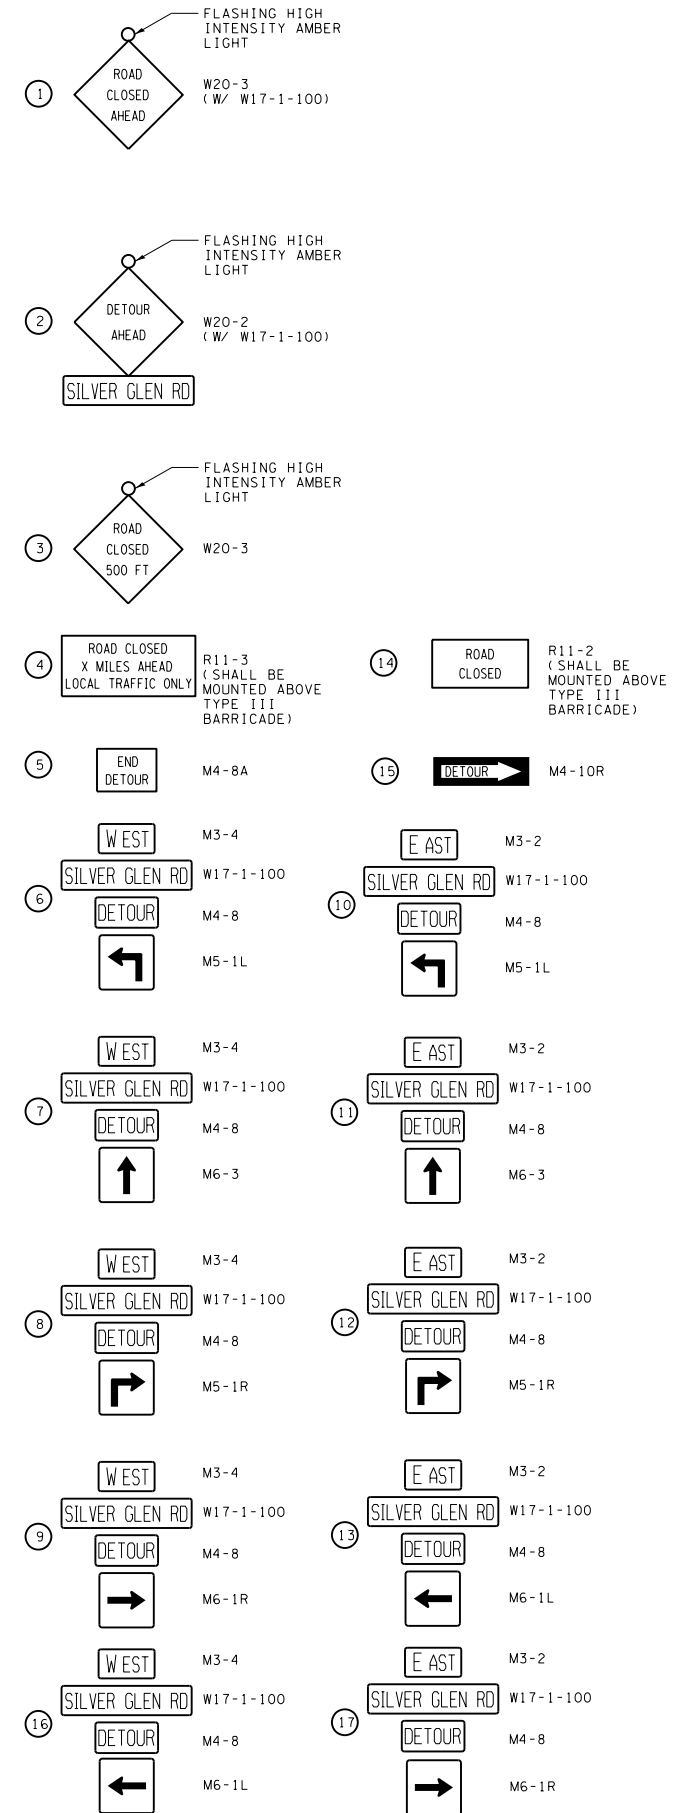 FLASHING HIGH
INTENSITY AMBER
LIGHT
1
ROAD
CLOSED
AHEAD
W20-3
(W/ W17-1-100)
FLASHING HIGH
INTENSITY AMBER
LIGHT
2
DETOUR
AHEAD
W20-2
(W/ W17-1-100)
SILVER GLEN RD
FLASHING HIGH
INTENSITY AMBER
LIGHT
3
ROAD
CLOSED
500 FT
W20-3
4
ROAD CLOSED
X MILES AHEAD
LOCAL TRAFFIC ONLY
R11-3
(SHALL BE
MOUNTED ABOVE
TYPE III
BARRICADE)
14
ROAD
CLOSED
R11-2
(SHALL BE
MOUNTED ABOVE
TYPE III
BARRICADE)
5
END
DETOUR
M4-8A
15
DETOUR
M4-10R
6
WEST
M3-4
SILVER GLEN RD
W17-1-100
DETOUR
M4-8
M5-1L
10
EAST
M3-2
SILVER GLEN RD
W17-1-100
DETOUR
M4-8
M5-1L
7
WEST
M3-4
SILVER GLEN RD
W17-1-100
DETOUR
M4-8
M6-3
11
EAST
M3-2
SILVER GLEN RD
W17-1-100
DETOUR
M4-8
M6-3
8
WEST
M3-4
SILVER GLEN RD
W17-1-100
DETOUR
M4-8
M5-1R
12
EAST
M3-2
SILVER GLEN RD
W17-1-100
DETOUR
M4-8
M5-1R
9
WEST
M3-4
SILVER GLEN RD
W17-1-100
DETOUR
M4-8
M6-1R
13
EAST
M3-2
SILVER GLEN RD
W17-1-100
DETOUR
M4-8
M6-1L
16
WEST
M3-4
SILVER GLEN RD
W17-1-100
DETOUR
M4-8
M6-1L
17
EAST
M3-2
SILVER GLEN RD
W17-1-100
DETOUR
M4-8
M6-1R